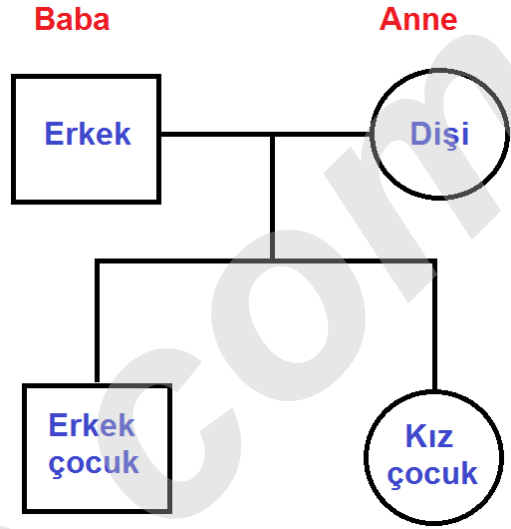 Baba
Anne
Erkek
Dişi
Erkek
çocuk
Kız
çocuk
com